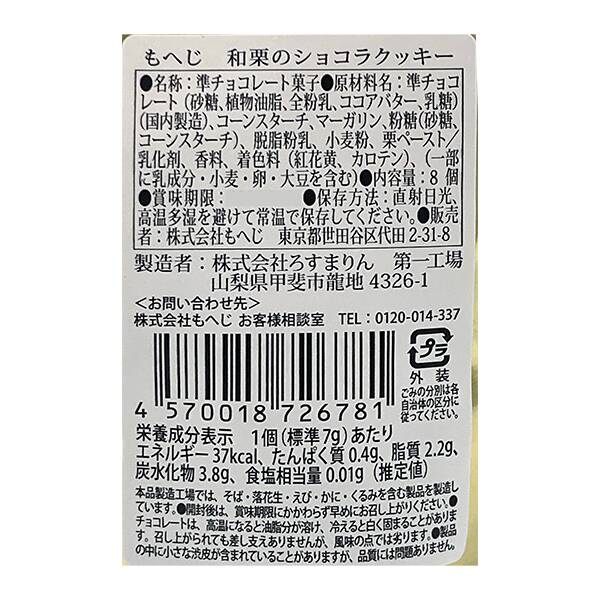 もへじ　和栗のショコラクッキー
●名称：準チョコレート菓子●原材料名：準チョコ
レート（砂糖、植物油脂、全粉乳、ココアバター、乳糖）
（国内製造）、コーンスターチ、マーガリン、粉糖（砂糖、
コーンスターチ）、脱脂粉乳、小麦粉、栗ペースト／
乳化剤、香料、着色料（紅花黄、カロテン）、（一部
に乳成分・小麦・卵・大豆を含む）●内容量：8個
●賞味期限：　　　　　●保存方法：直射日光、
高温多湿を避けて常温で保存してください。●販売
者：株式会社もへじ　東京都世田谷区代田2-31-8
製造者：株式会社ろすまりん　第一工場
山梨県甲斐市龍地 4326-1
＜お問い合わせ先＞
株式会社もへじ お客様相談室　TEL：0120-014-337
プラ
外装
ごみの分別は各
自治体の区分に
従ってください。
4 570018 726781
栄養成分表示　1個（標準7g）あたり
エネルギー 37kcal、たんぱく質 0.4g、脂質 2.2g、
炭水化物 3.8g、食塩相当量 0.01g（推定値）
本品製造工場では、そば・落花生・えび・かに・くるみを含む製品を製造し
ています。●開封後は、賞味期限にかかわらず早めにお召し上がりください。●
チョコレートは、高温になると油脂分が溶け、冷えると白く固まることがありま
す。召し上がられても差し支えありませんが、風味の点では劣ります。●製品
の中に小さな渋皮が含まれていることがありますが、品質には問題ありません。